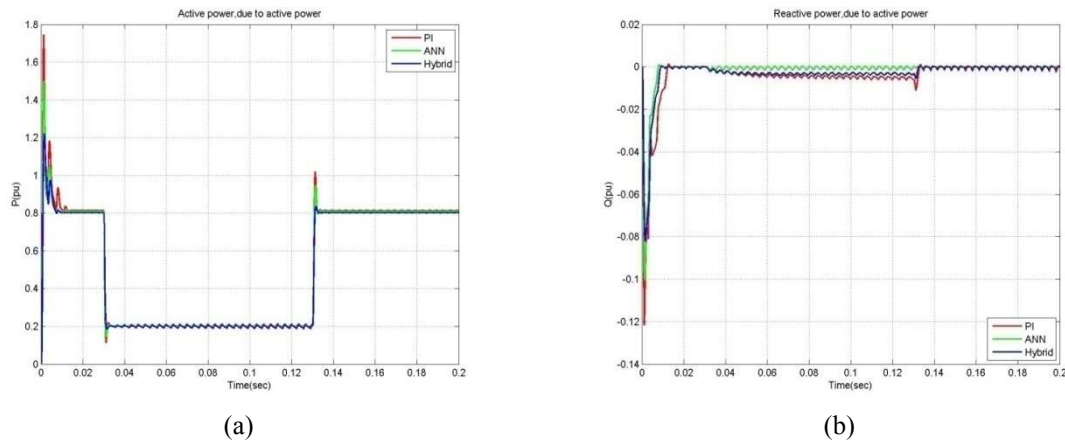 Active power,due to active power
1.8
1.6
1.4
1.2
1
0.8
0.6
0.4
0.2
0
P(pu)
PI
ANN
Hybrid
0 0.02 0.04 0.06 0.08 0.1 0.12 0.14 0.16 0.18 0.2
Time(sec)
(a)
Reactive power,due to active power
0.02
0
-0.02
-0.04
-0.06
-0.08
-0.1
-0.12
-0.14
Q(pu)
PI
ANN
Hybrid
0 0.02 0.04 0.06 0.08 0.1 0.12 0.14 0.16 0.18 0.2
Time(sec)
(b)